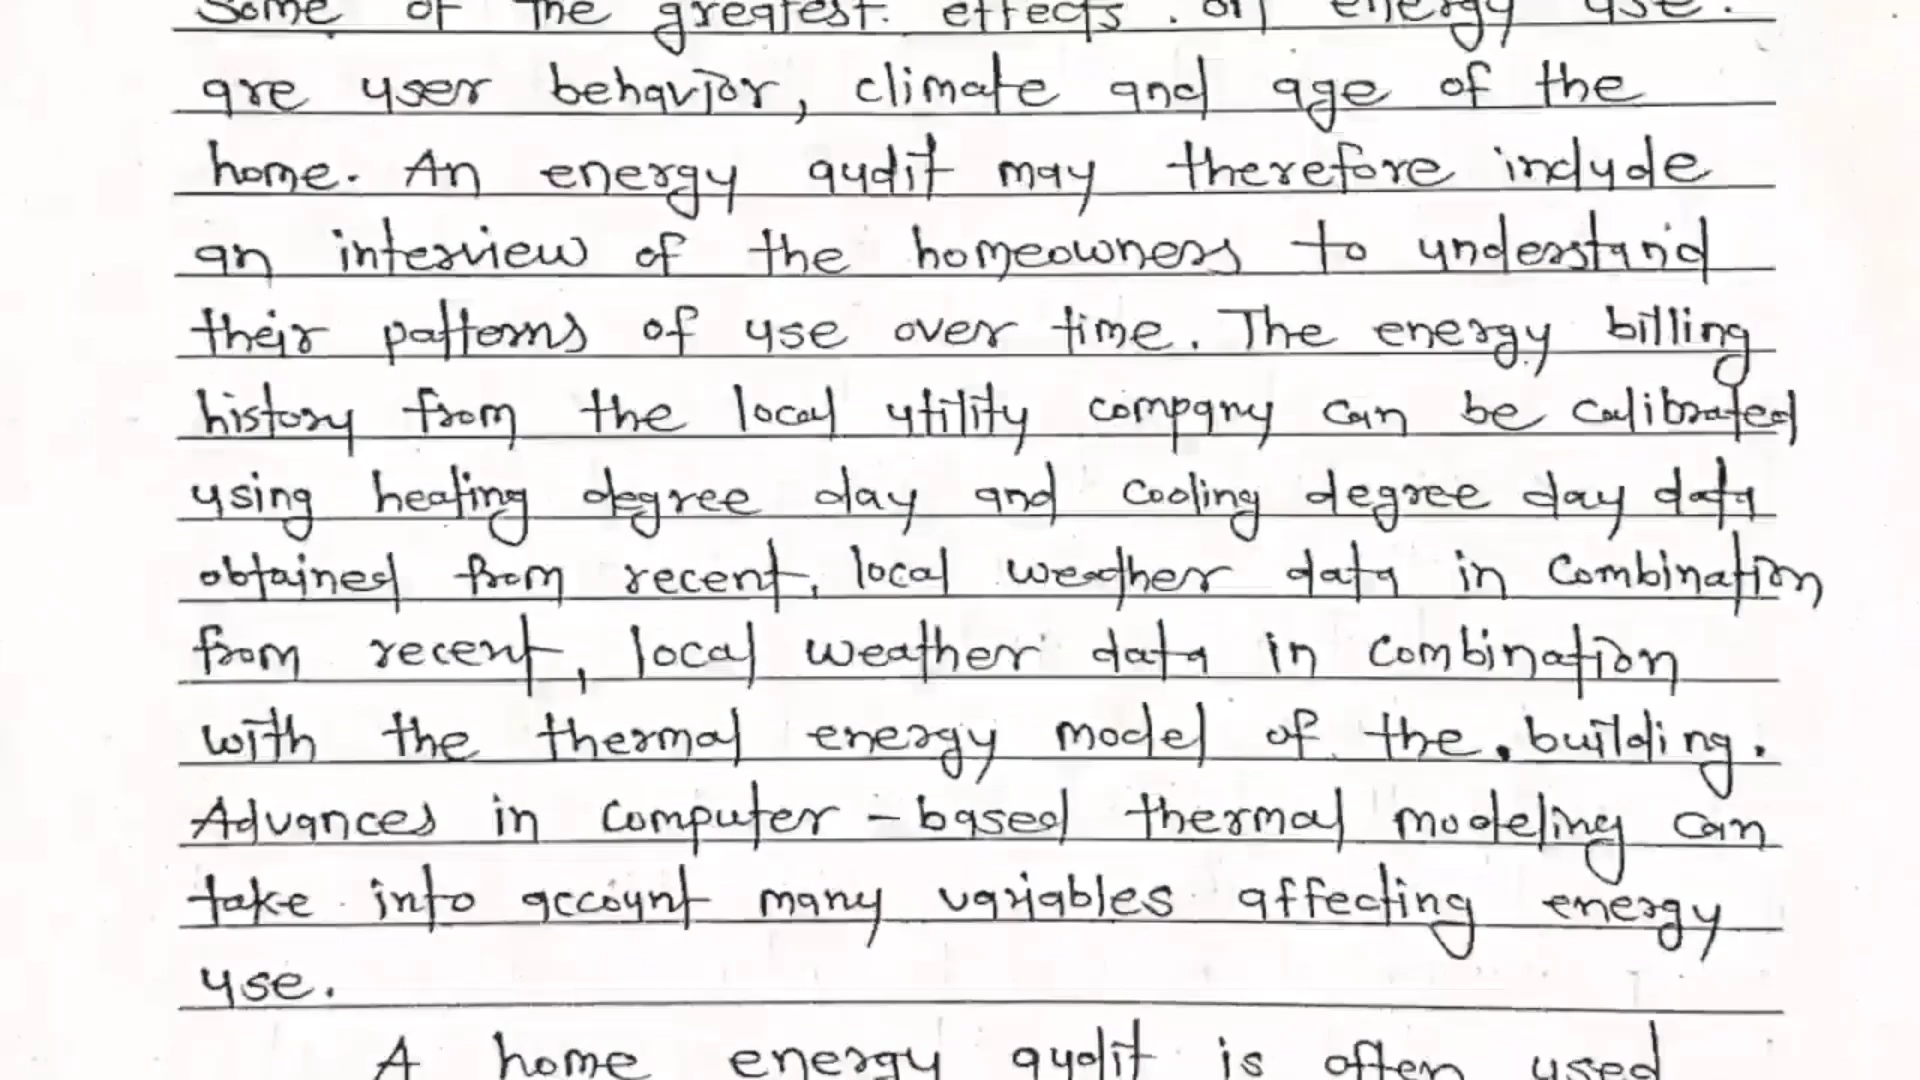 Some of the greatest effects on energy use.
are user behavior, climate and age of the
home. An energy audit may therefore include
an interview of the homeowners to understand
their patterns of use over time. The energy billing
history from the local utility company can be calibrated
using heating degree day and cooling degree day data
obtained from recent, local weather data in combination
from recent, local weather data in combination
with the thermal energy model of the building.
Advances in computer-based thermal modeling can
take into account many variables affecting energy
use.
A home energy audit is often used